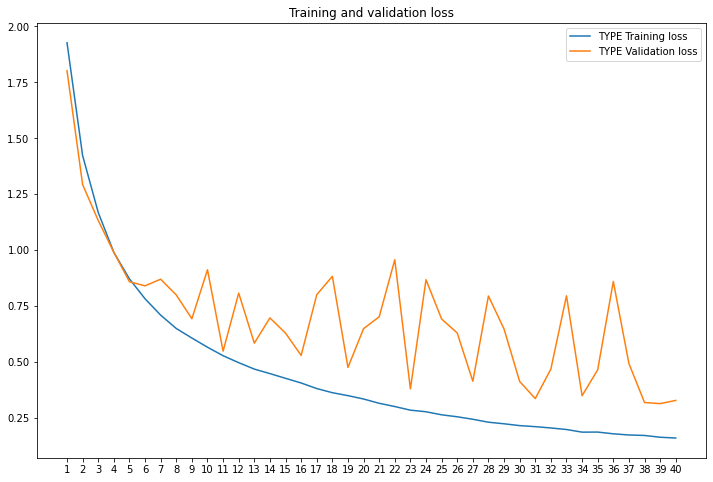 Training and validation loss
TYPE Training loss
TYPE Validation loss
2.00
1.75
1.50
1.25
1.00
0.75
0.50
0.25
1 2 3 4 5 6 7 8 9 10 11 12 13 14 15 16 17 18 19 20 21 22 23 24 25 26 27 28 29 30 31 32 33 34 35 36 37 38 39 40